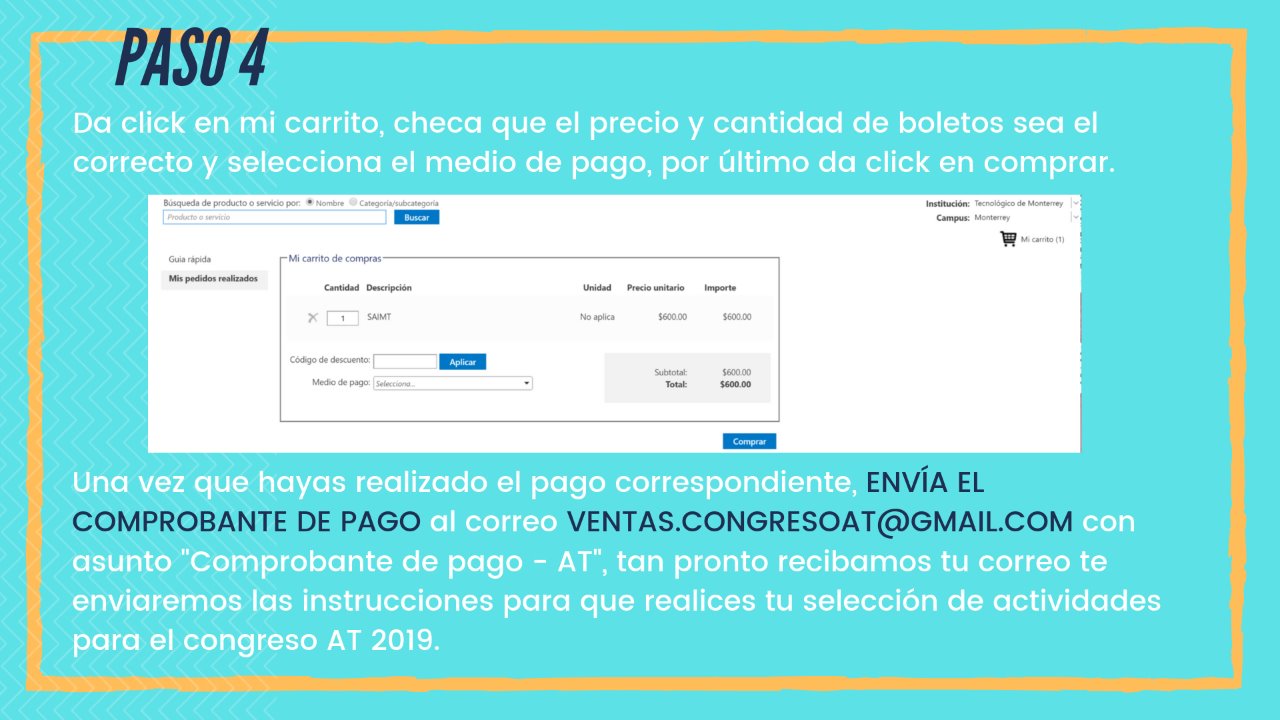 PASO 4
Da click en mi carrito, checa que el precio y cantidad de boletos sea el
correcto y selecciona el medio de pago, por último da click en comprar.
Búsqueda de producto o servicio por: Nombre Categoría/subcategoría
Producto o servicio Buscar
Institución: Tecnológico de Monterrey
Campus: Monterrey
Mi carrito (1)
Guia rápida
Mis pedidos realizados
Mi carrito de compras
Cantidad Descripción Unidad Precio unitario Importe
1 SAIMT No aplica $600.00 $600.00
Código de descuento: Aplicar
Medio de pago: Selecciona...
Subtotal: $600.00
Total: $600.00
Comprar
Una vez que hayas realizado el pago correspondiente, ENVÍA EL
COMPROBANTE DE PAGO al correo VENTAS.CONGRESOAT@GMAIL.COM con
asunto "Comprobante de pago - AT", tan pronto recibamos tu correo te
enviaremos las instrucciones para que realices tu selección de actividades
para el congreso AT 2019.